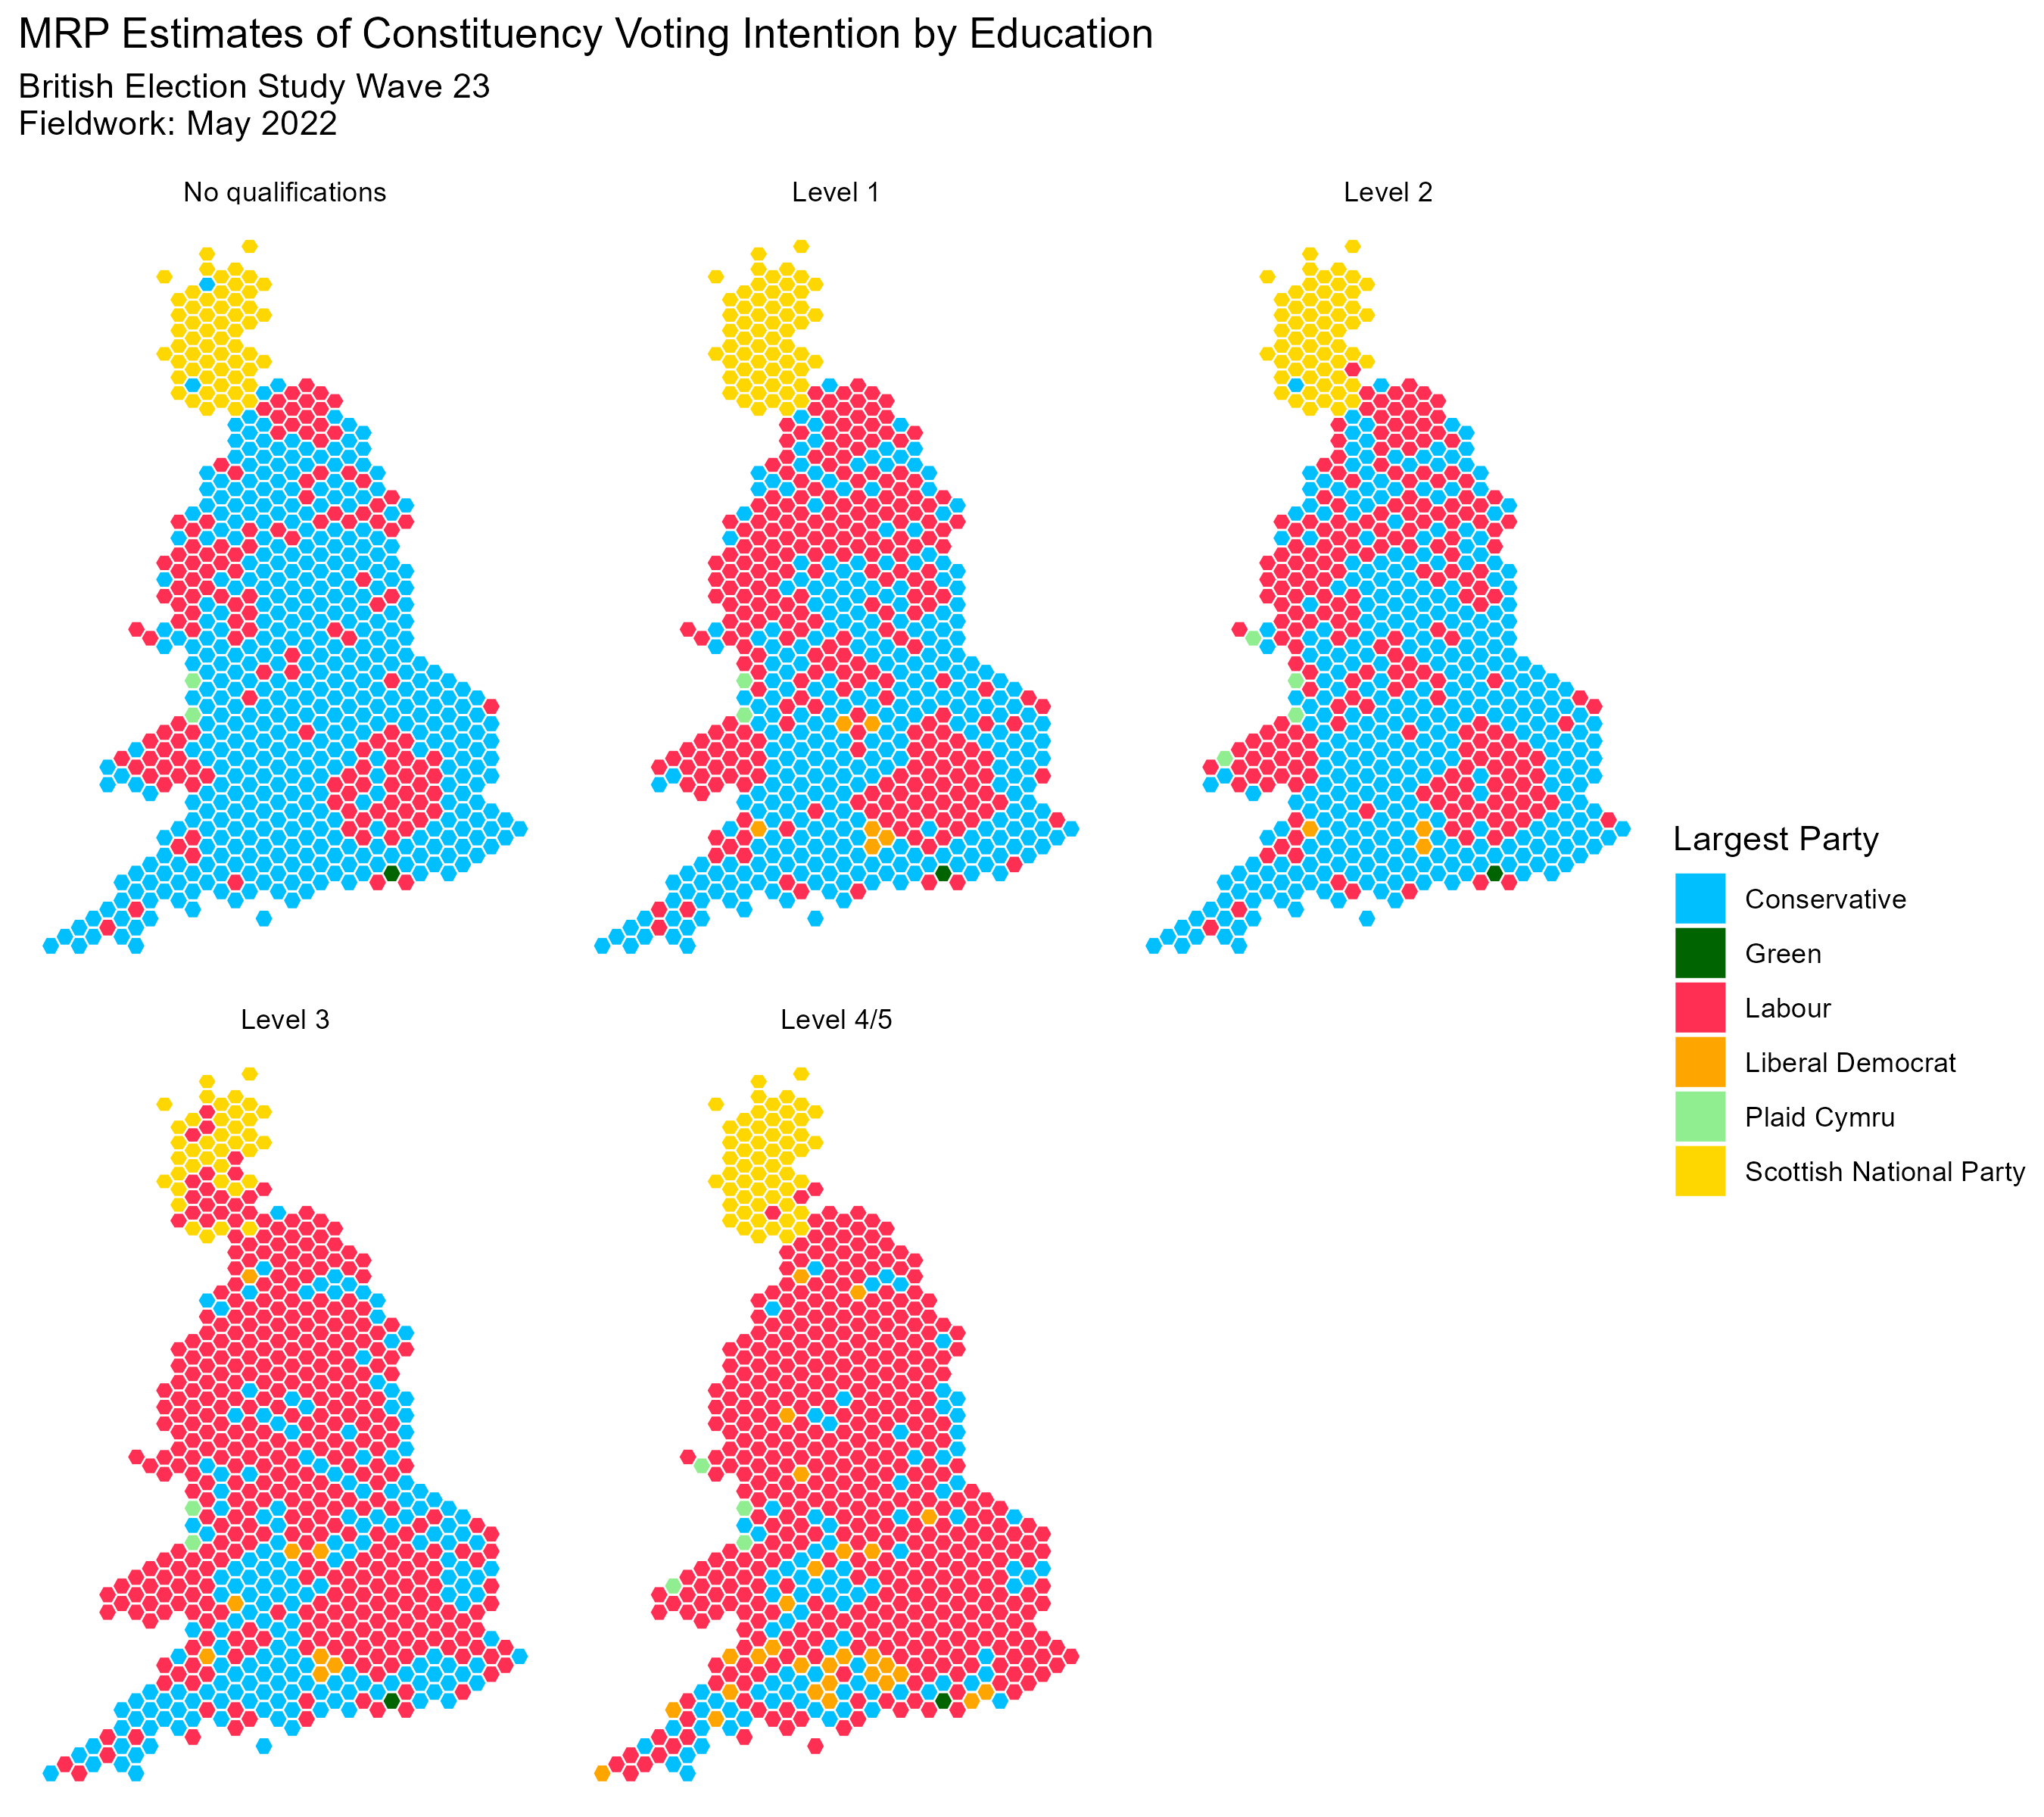 MRP Estimates of Constituency Voting Intention by Education
British Election Study Wave 23
Fieldwork: May 2022
No qualifications
Level 1
Level 2
Level 3
Level 4/5
Largest Party
Conservative
Green
Labour
Liberal Democrat
Plaid Cymru
Scottish National Party